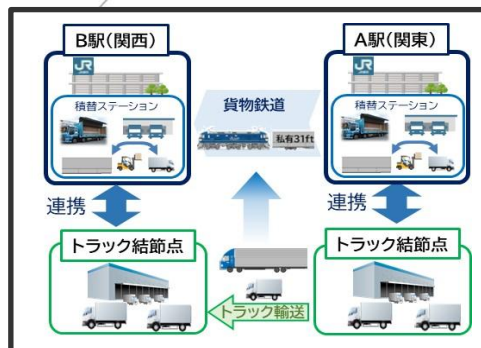 B駅(関西)
A駅(関東)
JR
JR
積替ステーション
積替ステーション
貨物鉄道
私有31ft
連携
連携
トラック結節点
トラック結節点
トラック輸送